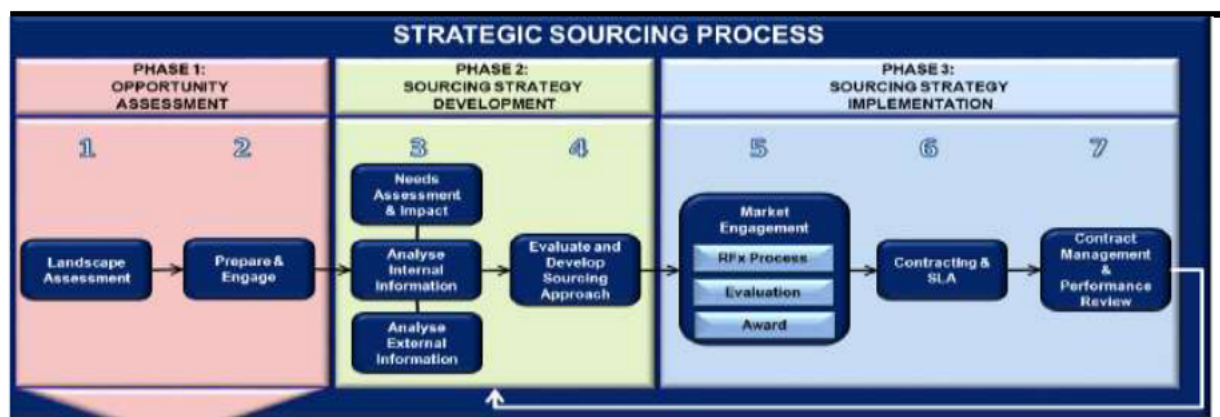 STRATEGIC SOURCING PROCESS
PHASE 1:
OPPORTUNITY
ASSESSMENT
PHASE 2:
SOURCING STRATEGY
DEVELOPMENT
PHASE 3:
SOURCING STRATEGY
IMPLEMENTATION
1
2
3
4
5
6
7
Landscape
Assessment
Prepare &
Engage
Needs
Assessment
& Impact
Analyse
Internal
Information
Analyse
External
Information
Evaluate and
Develop
Sourcing
Approach
Market
Engagement
RFx Process
Evaluation
Award
Contracting &
SLA
Contract
Management
&
Performance
Review